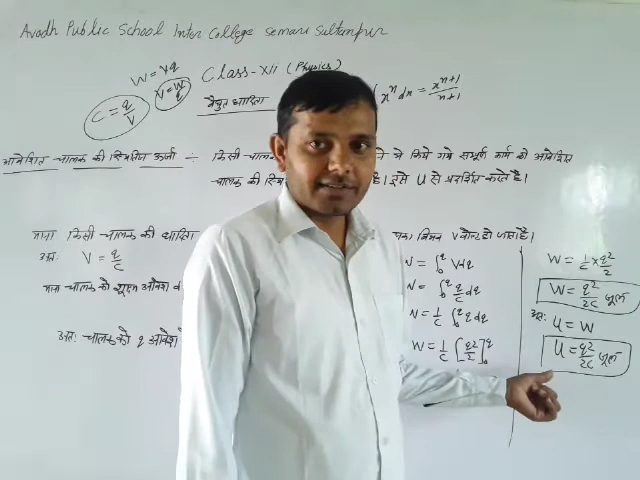 Avadh Public School Inter College Semari Sultanpur
Class-XII (Physics)
W = Vq
V = W/q
C = q/V
वैद्युत धारिता
x^n dx = x^(n+1)/(n+1)
आवेशित चालक की स्थितिज ऊर्जा :- किसी चालक ने मे किये गये सम्पूर्ण कार्य को आवेशित
चालक की है। इसे U से प्रदर्शित करते है।
माना किसी चालक की धारिता विभव V वोल्ट हो जाता है।
अतः V = q/C
माना चालक को सूक्ष्म आवेश
अतः चालक को q आवेश
= ∫₀^q V dq
= ∫₀^q q/C dq
= 1/C ∫₀^q q dq
W = 1/C [q²/2]₀^q
W = 1/C × q²/2
W = q²/2C जूल
अतः U = W
U = q²/2C जूल